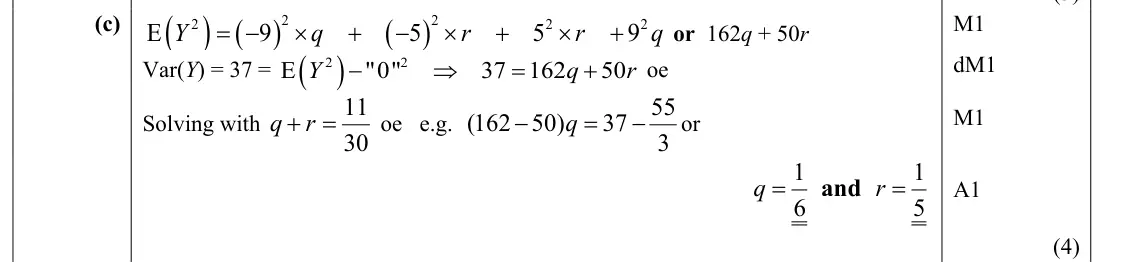 (c) E(Y²) = (−9)² × q + (−5)² × r + 5² × r + 9²q or 162q + 50r M1
Var(Y) = 37 = E(Y²) − "0"² ⇒ 37 = 162q + 50r oe dM1
Solving with q + r = 11/30 oe e.g. (162 − 50)q = 37 − 55/3 or M1
q = 1/6 and r = 1/5 A1
(4)